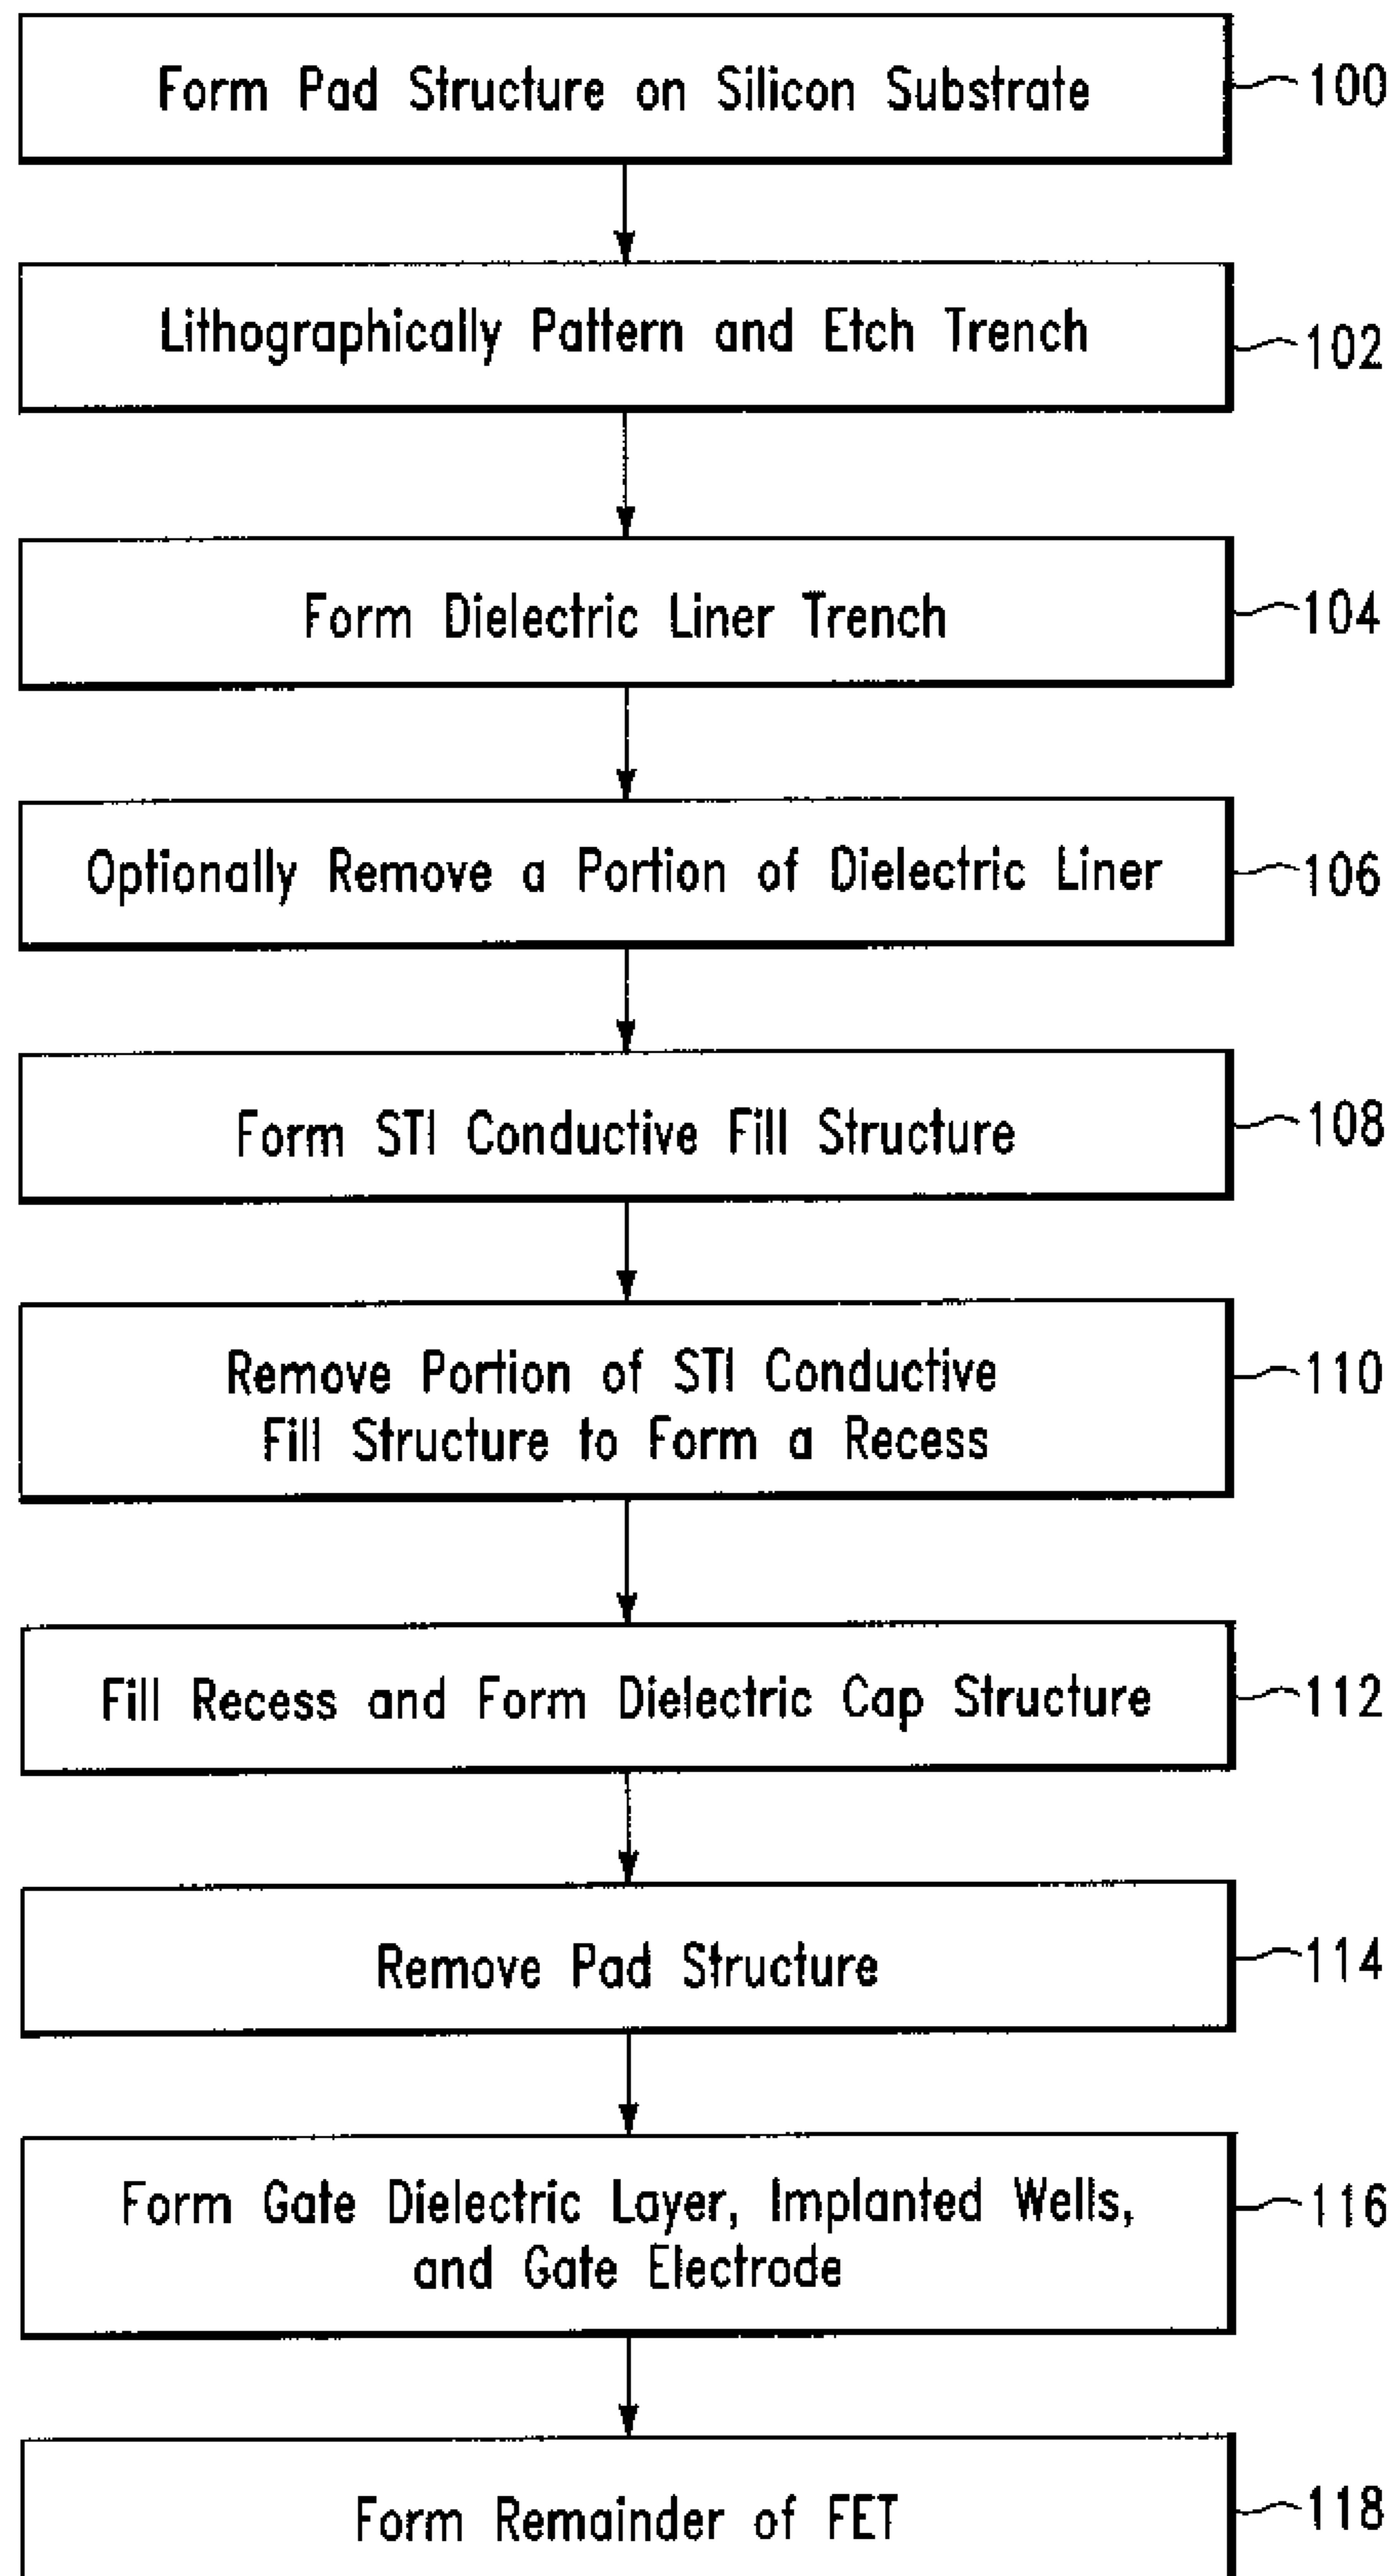 Form Pad Structure on Silicon Substrate
100
Lithographically Pattern and Etch Trench
102
Form Dielectric Liner Trench
104
Optionally Remove a Portion of Dielectric Liner
106
Form STI Conductive Fill Structure
108
Remove Portion of STI Conductive
Fill Structure to Form a Recess
110
Fill Recess and Form Dielectric Cap Structure
112
Remove Pad Structure
114
Form Gate Dielectric Layer, Implanted Wells,
and Gate Electrode
116
Form Remainder of FET
118